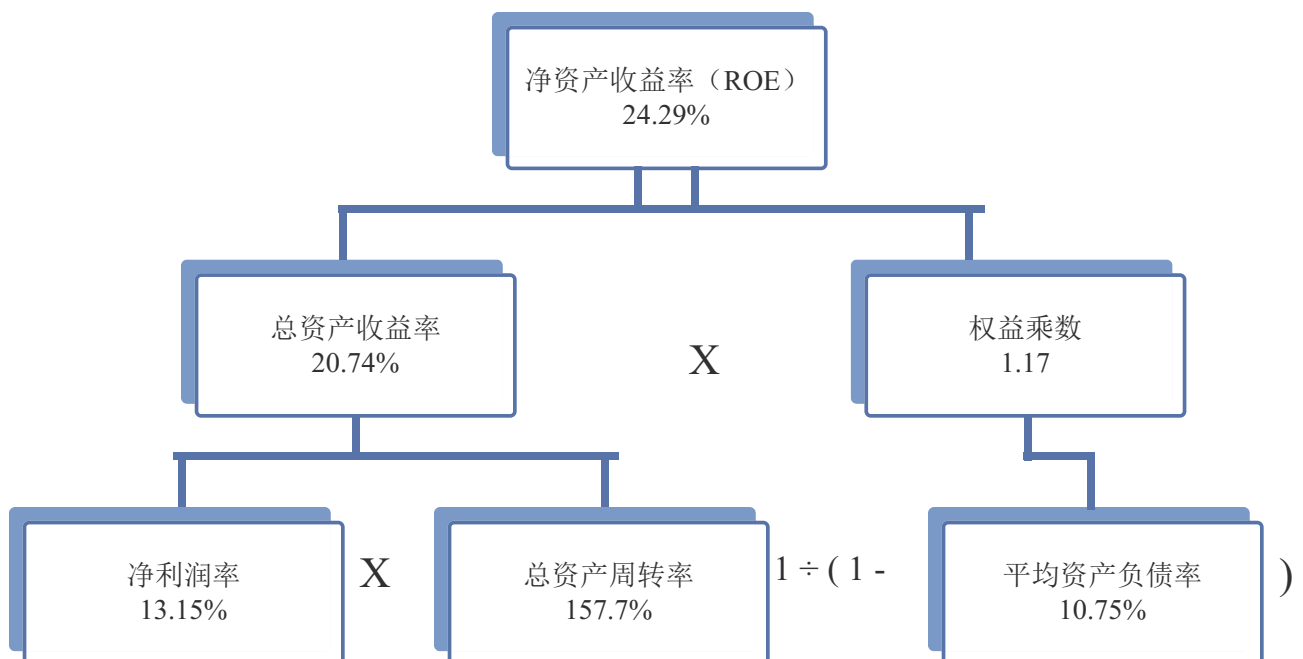 净资产收益率（ROE）
24.29%
总资产收益率
20.74%
X
权益乘数
1.17
净利润率
13.15%
X
总资产周转率
157.7%
1 ÷ ( 1 -
平均资产负债率
10.75%
)